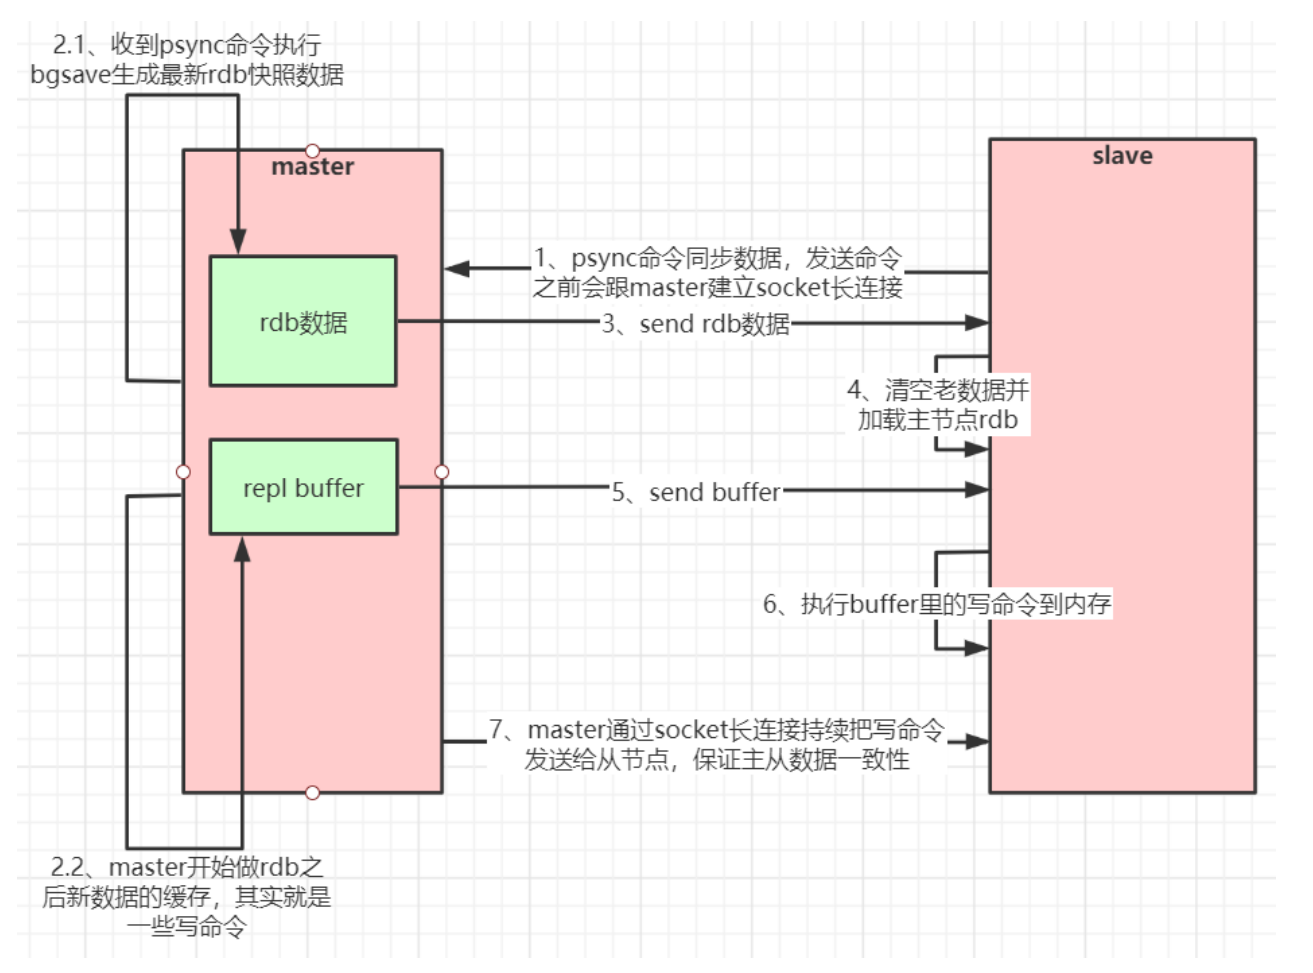 2.1、收到psync命令执行
bgsave生成最新rdb快照数据
master
slave
1、psync命令同步数据，发送命令
之前会跟master建立socket长连接
rdb数据
3、send rdb数据
4、清空老数据并
加载主节点rdb
repl buffer
5、send buffer
6、执行buffer里的写命令到内存
7、master通过socket长连接持续把写命令
发送给从节点，保证主从数据一致性
2.2、master开始做rdb之
后新数据的缓存，其实就是
一些写命令